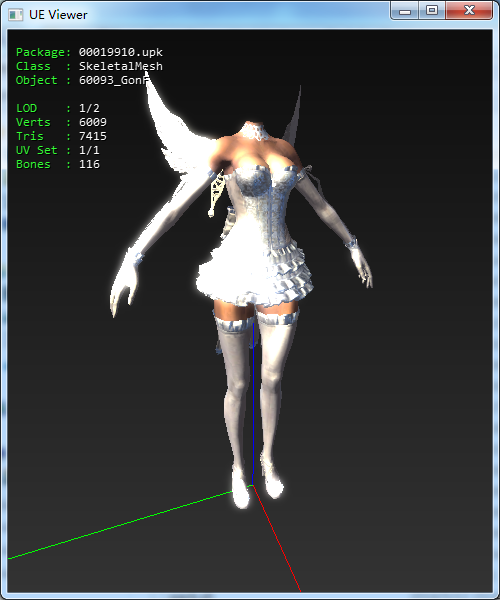 UE Viewer
Package: 00019910.upk
Class : SkeletalMesh
Object : 60093_GonF
LOD : 1/2
Verts : 6009
Tris : 7415
UV Set : 1/1
Bones : 116